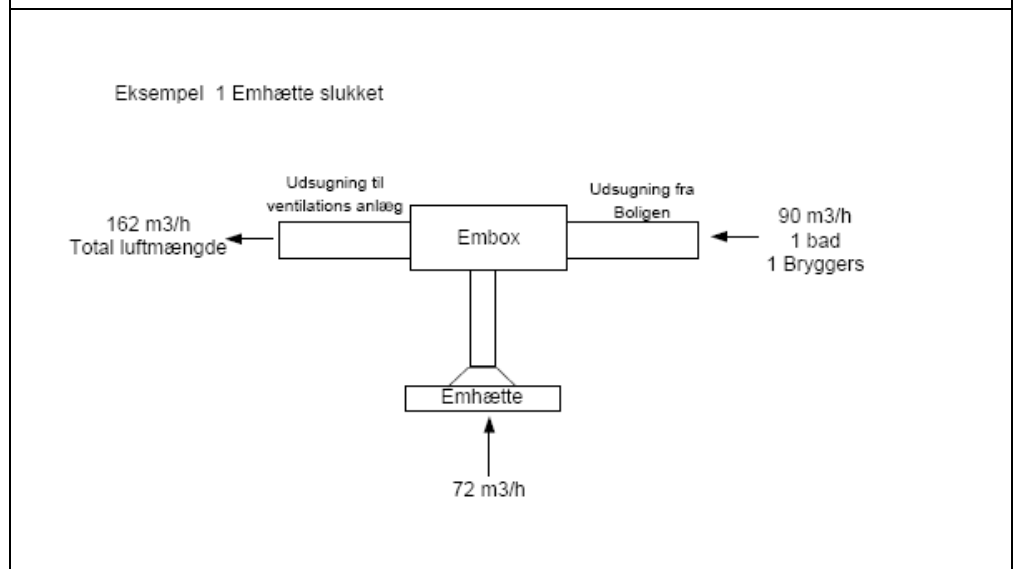 Eksempel 1 Emhætte slukket
Udsugning til
ventilations anlæg
Udsugning fra
Boligen
162 m3/h
Total luftmængde
Embox
90 m3/h
1 bad
1 Bryggers
Emhætte
72 m3/h